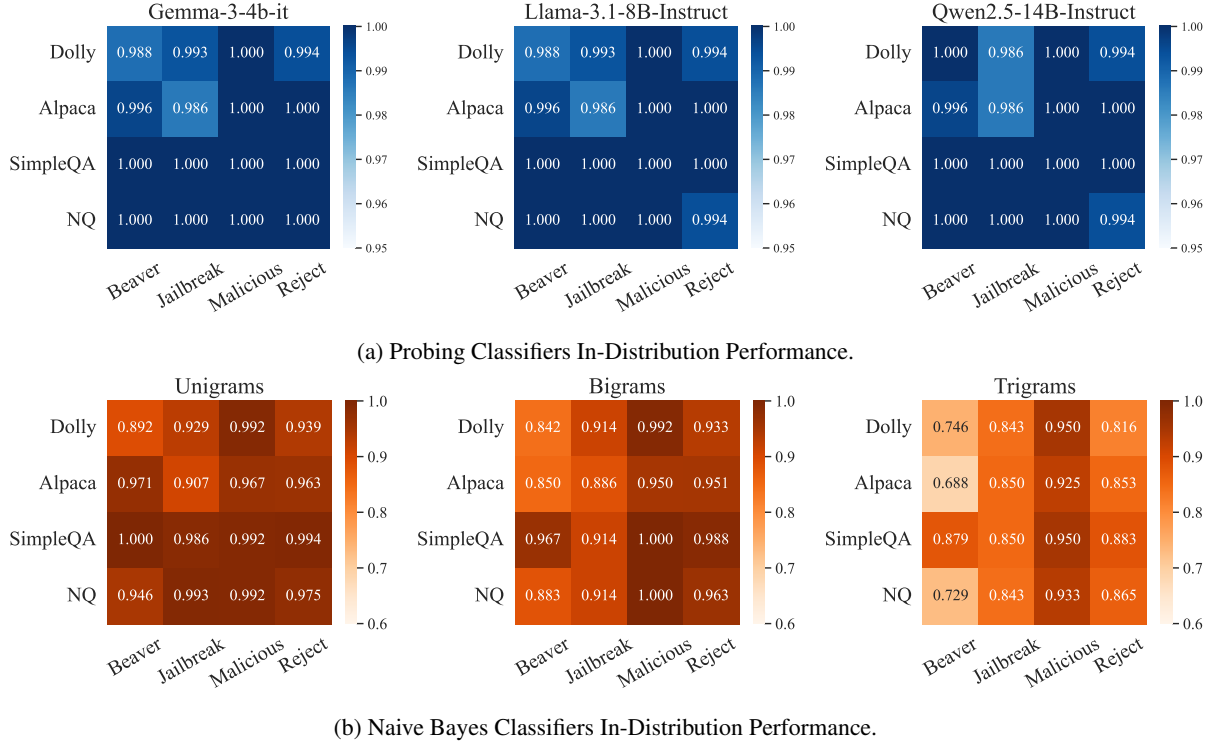 Gemma-3-4b-it Llama-3.1-8B-Instruct Qwen2.5-14B-Instruct
Dolly 0.988 0.993 1.000 0.994 1.00 0.988 0.993 1.000 0.994 1.00 1.000 0.986 1.000 0.994 1.00
0.99 0.99 0.99
Alpaca 0.996 0.986 1.000 1.000 0.98 0.996 0.986 1.000 1.000 0.98 0.996 0.986 1.000 1.000 0.98
SimpleQA 1.000 1.000 1.000 1.000 0.97 1.000 1.000 1.000 1.000 0.97 1.000 1.000 1.000 1.000 0.97
0.96 0.96 0.96
NQ 1.000 1.000 1.000 1.000 0.95 1.000 1.000 1.000 0.994 0.95 1.000 1.000 1.000 0.994 0.95
Beaver Jailbreak Malicious Reject Beaver Jailbreak Malicious Reject Beaver Jailbreak Malicious Reject
(a) Probing Classifiers In-Distribution Performance.
Unigrams Bigrams Trigrams
Dolly 0.892 0.929 0.992 0.939 1.0 Dolly 0.842 0.914 0.992 0.933 1.0 Dolly 0.746 0.843 0.950 0.816 1.0
0.9 0.9 0.9
Alpaca 0.971 0.907 0.967 0.963 Alpaca 0.850 0.886 0.950 0.951 Alpaca 0.688 0.850 0.925 0.853
0.8 0.8 0.8
SimpleQA 1.000 0.986 0.992 0.994 SimpleQA 0.967 0.914 1.000 0.988 SimpleQA 0.879 0.850 0.950 0.883
0.7 0.7 0.7
NQ 0.946 0.993 0.992 0.975 0.6 NQ 0.883 0.914 1.000 0.963 0.6 NQ 0.729 0.843 0.933 0.865 0.6
Beaver Jailbreak Malicious Reject Beaver Jailbreak Malicious Reject Beaver Jailbreak Malicious Reject
(b) Naive Bayes Classifiers In-Distribution Performance.